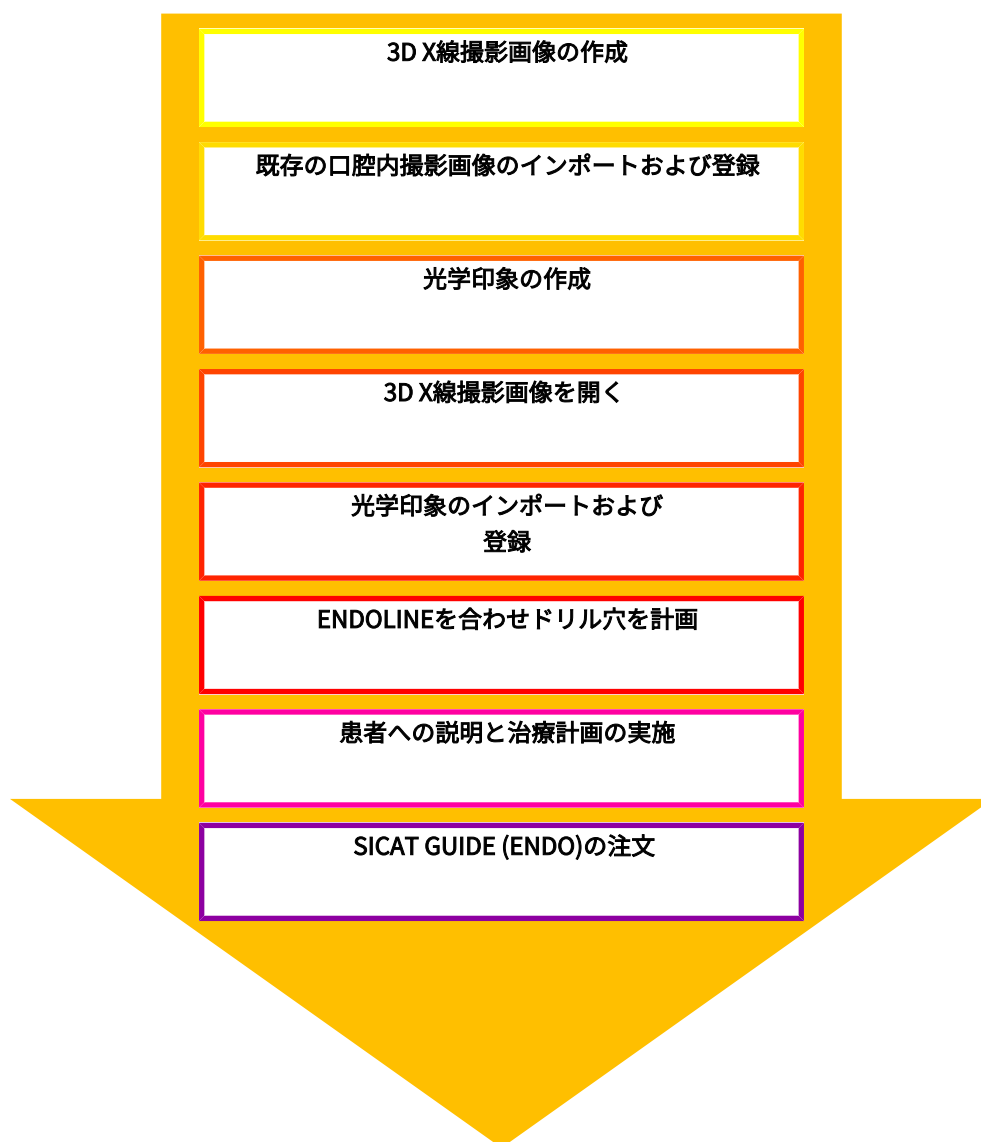 3D X線撮影画像の作成
既存の口腔内撮影画像のインポートおよび登録
光学印象の作成
3D X線撮影画像を開く
光学印象のインポートおよび
登録
ENDOLINEを合わせドリル穴を計画
患者への説明と治療計画の実施
SICAT GUIDE (ENDO)の注文